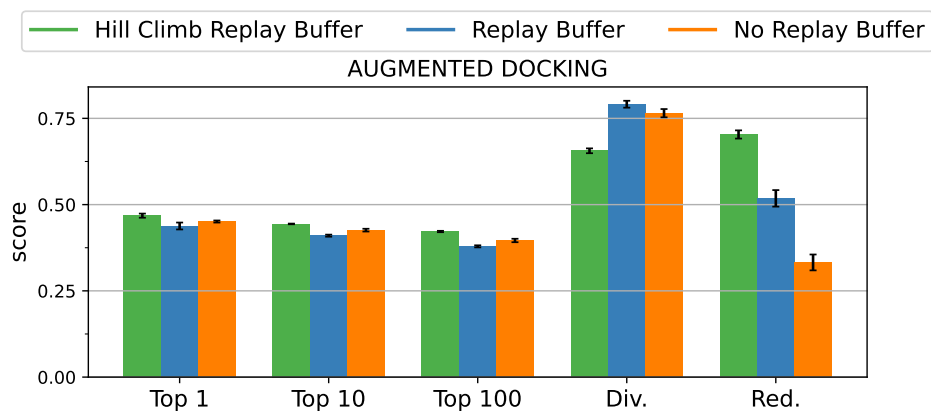 Hill Climb Replay Buffer Replay Buffer No Replay Buffer
AUGMENTED DOCKING
score
0.75
0.50
0.25
0.00
Top 1 Top 10 Top 100 Div. Red.